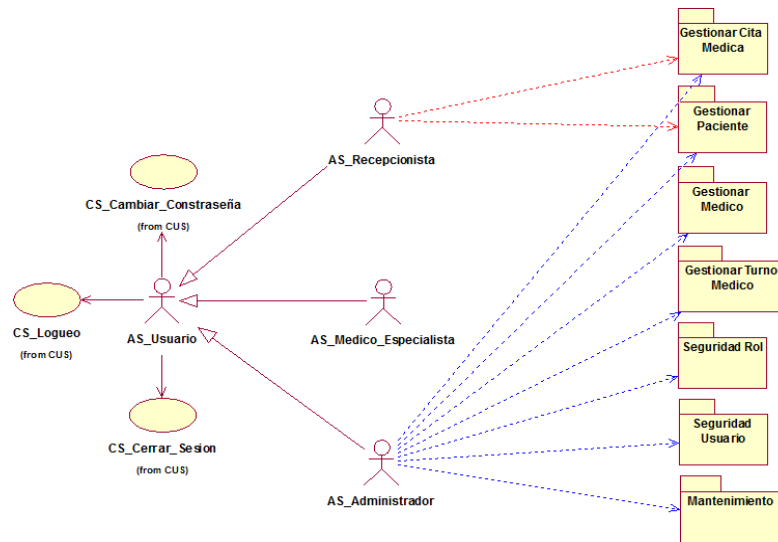 Gestionar Cita
Medica
Gestionar
Paciente
AS_Recepcionista
CS_Cambiar_Constraseña
(from CUS)
Gestionar
Medico
Gestionar Turno
Medico
CS_Logueo
(from CUS)
AS_Usuario
AS_Medico_Especialista
Seguridad Rol
Seguridad
Usuario
CS_Cerrar_Sesion
(from CUS)
AS_Administrador
Mantenimiento